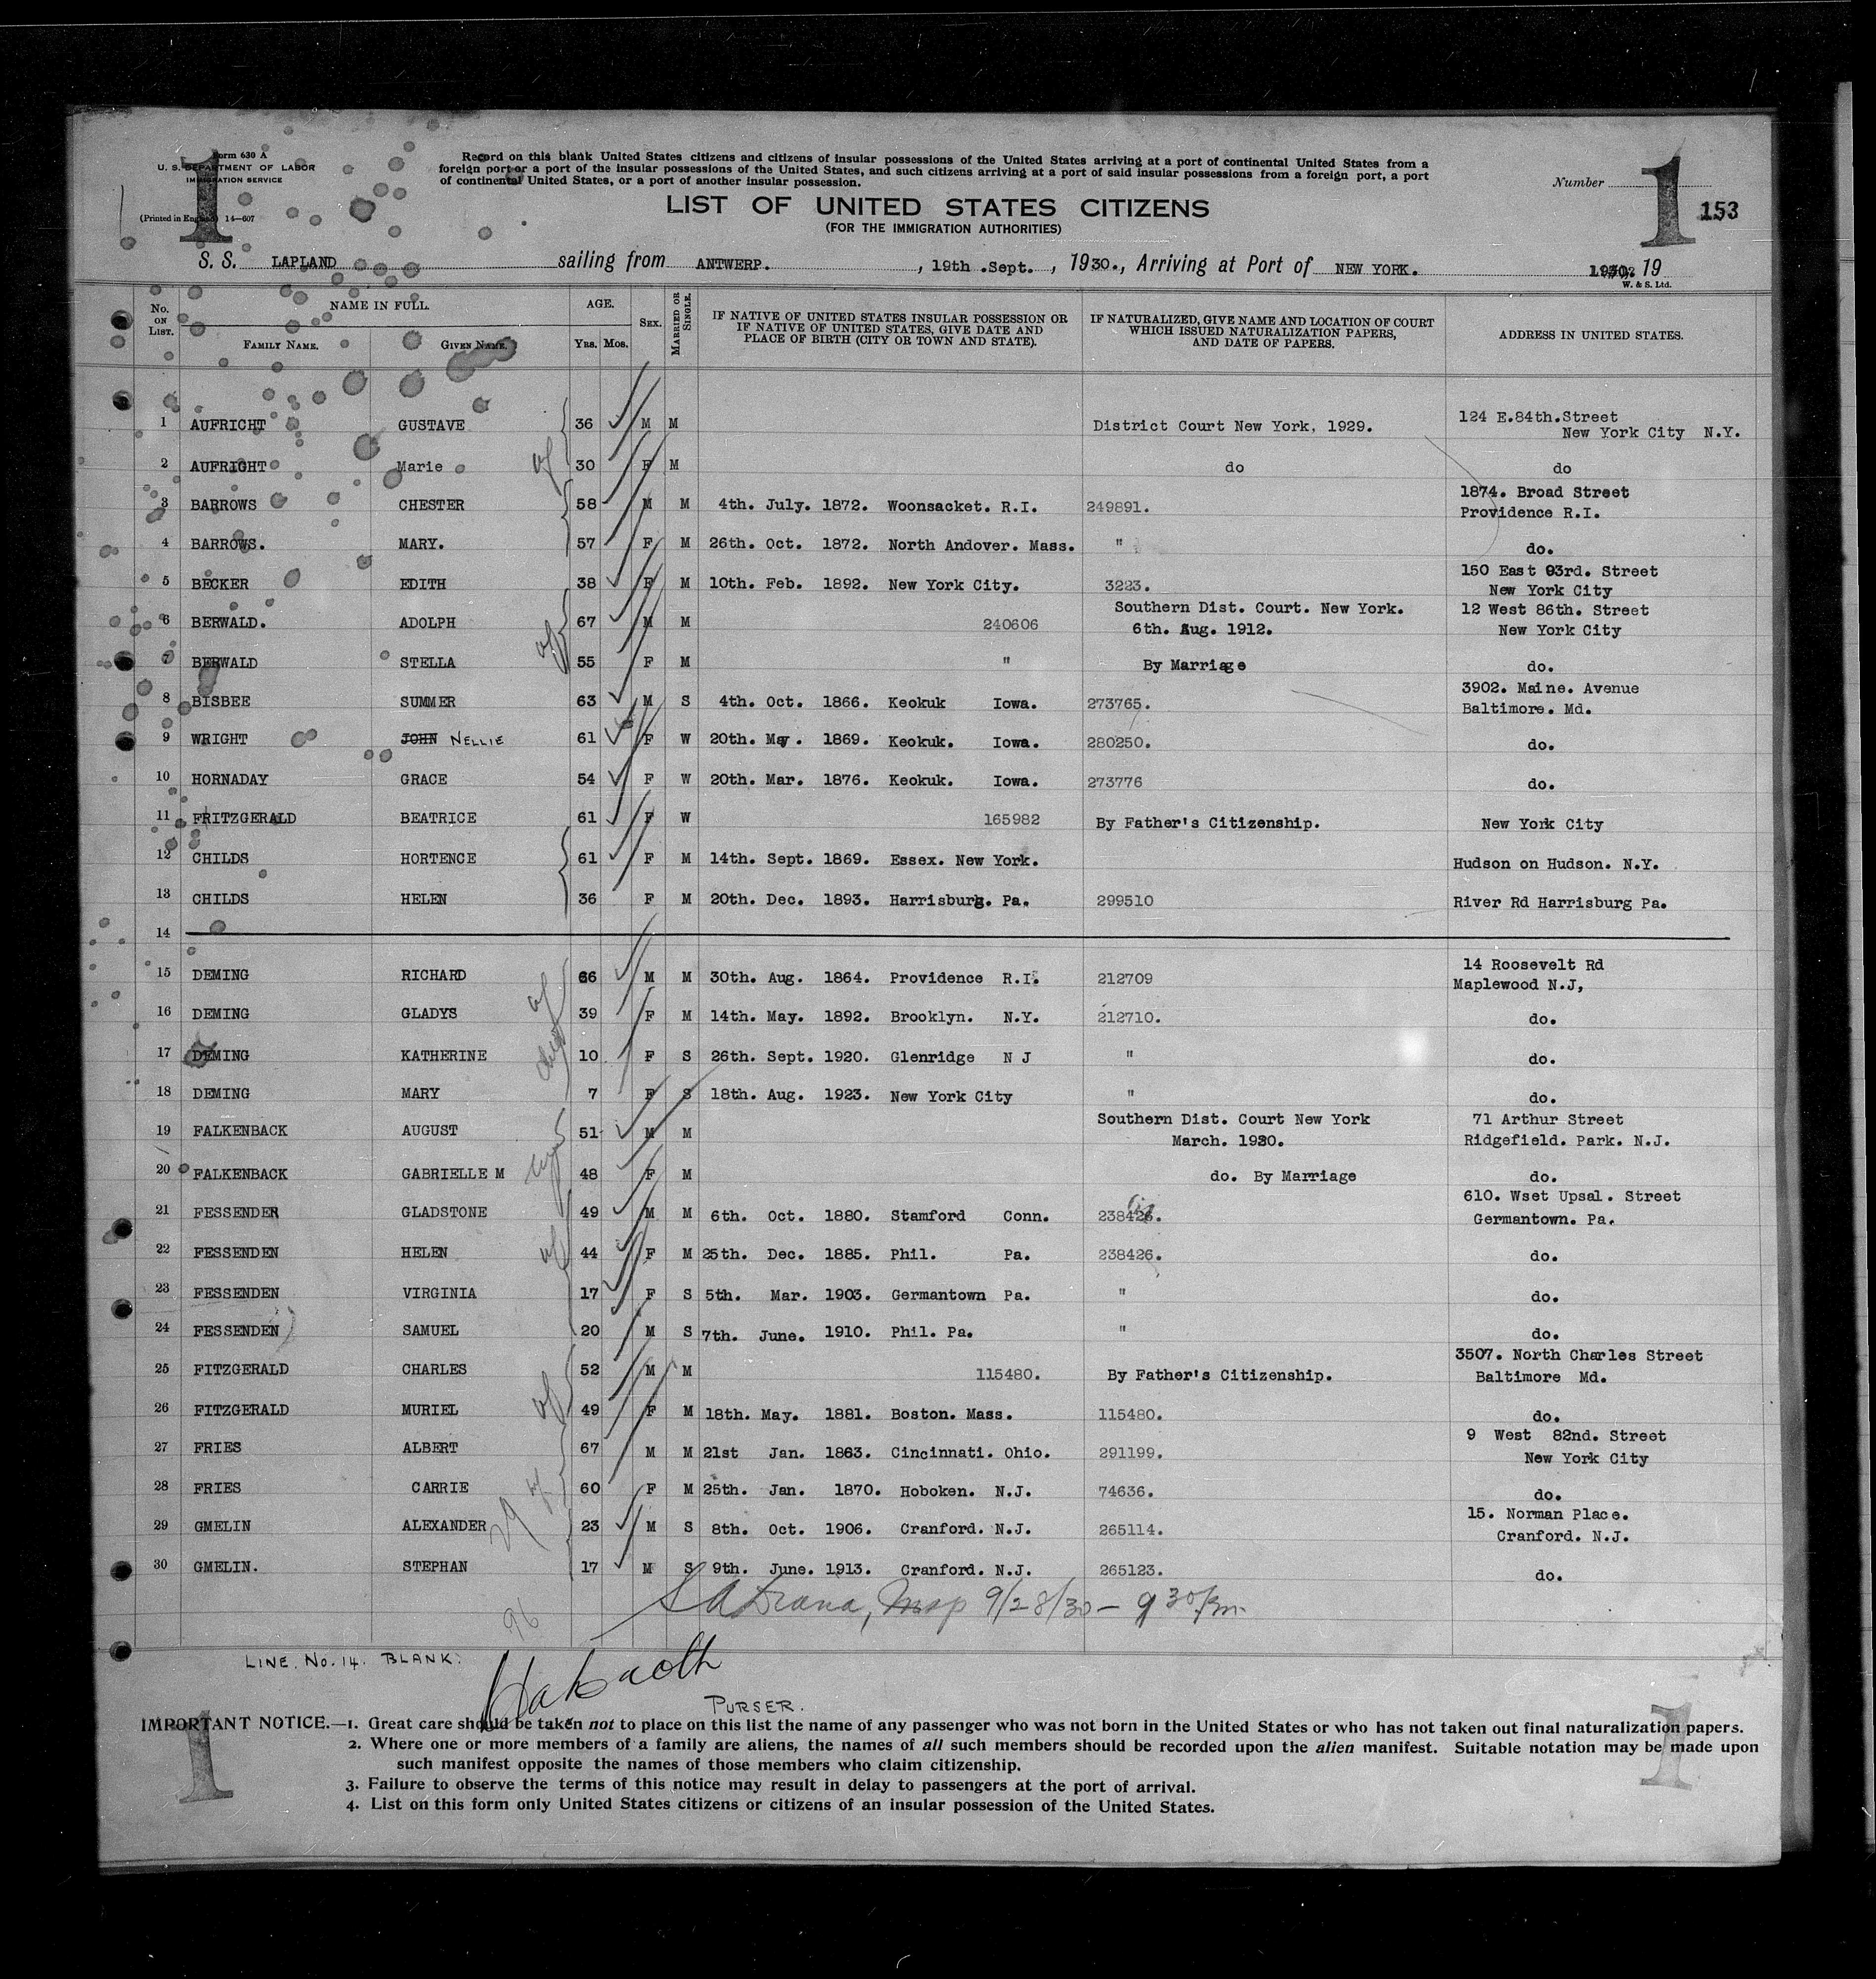 Form 630 A
U. S. DEPARTMENT OF LABOR
IMMIGRATION SERVICE
(Printed in England) 14—607
1
Record on this blank United States citizens and citizens of insular possessions of the United States arriving at a port of continental United States from a
foreign port or a port of the insular possessions of the United States, and such citizens arriving at a port of said insular possessions from a foreign port, a port
of continental United States, or a port of another insular possession.
Number
1
153
LIST OF UNITED STATES CITIZENS
(FOR THE IMMIGRATION AUTHORITIES)
S. S. LAPLAND sailing from ANTWERP. , 19th .Sept. , 1930., Arriving at Port of NEW YORK. 19
W. & S. Ltd.
No. ON LIST. NAME IN FULL. FAMILY NAME. GIVEN NAME. AGE. YRS. MOS. SEX. MARRIED OR SINGLE. IF NATIVE OF UNITED STATES INSULAR POSSESSION OR IF NATIVE OF UNITED STATES, GIVE DATE AND PLACE OF BIRTH (CITY OR TOWN AND STATE). IF NATURALIZED, GIVE NAME AND LOCATION OF COURT WHICH ISSUED NATURALIZATION PAPERS, AND DATE OF PAPERS. ADDRESS IN UNITED STATES.
1 AUFRICHT GUSTAVE 36 M M District Court New York, 1929. 124 E.84th.Street
New York City N.Y.
2 AUFRIGHT Marie 30 F M do do
3 BARROWS CHESTER 58 M M 4th. July. 1872. Woonsacket. R.I. 249891. 1874. Broad Street
Providence R.I.
4 BARROWS. MARY. 57 F M 26th. Oct. 1872. North Andover. Mass. " do.
5 BECKER EDITH 38 F M 10th. Feb. 1892. New York City. 3223. 150 East 93rd. Street
New York City
6 BERWALD. ADOLPH 67 M M 240606 Southern Dist. Court. New York. 12 West 86th. Street
6th. Aug. 1912. New York City
7 BERWALD STELLA 55 F M " By Marriage do.
8 BISBEE SUMMER 63 M S 4th. Oct. 1866. Keokuk Iowa. 273765. 3902. Maine. Avenue
Baltimore. Md.
9 WRIGHT JOHN NELLIE 61 F W 20th. May. 1869. Keokuk. Iowa. 280250. do.
10 HORNADAY GRACE 54 F W 20th. Mar. 1876. Keokuk. Iowa. 273776 do.
11 FRITZGERALD BEATRICE 61 F W 165982 By Father's Citizenship. New York City
12 CHILDS HORTENCE 61 F M 14th. Sept. 1869. Essex. New York. Hudson on Hudson. N.Y.
13 CHILDS HELEN 36 F M 20th. Dec. 1893. Harrisburg. Pa. 299510 River Rd Harrisburg Pa.
14
15 DEMING RICHARD 66 M M 30th. Aug. 1864. Providence R.I. 212709 14 Roosevelt Rd
Maplewood N.J,
16 DEMING GLADYS 39 F M 14th. May. 1892. Brooklyn. N.Y. 212710. do.
17 DEMING KATHERINE 10 F S 26th. Sept. 1920. Glenridge N J " do.
18 DEMING MARY 7 F S 18th. Aug. 1923. New York City " do.
19 FALKENBACK AUGUST 51 M M Southern Dist. Court New York 71 Arthur Street
March. 1920. Ridgefield. Park. N.J.
20 FALKENBACK GABRIELLE M 48 F M do. By Marriage do.
21 FESSENDER GLADSTONE 49 M M 6th. Oct. 1880. Stamford Conn. 238426. 610. Wset Upsal. Street
Germantown. Pa.
22 FESSENDEN HELEN 44 F M 25th. Dec. 1885. Phil. Pa. 238426. do.
23 FESSENDEN VIRGINIA 17 F S 5th. Mar. 1903. Germantown Pa. " do.
24 FESSENDEN SAMUEL 20 M S 7th. June. 1910. Phil. Pa. " do.
25 FITZGERALD CHARLES 52 M M 115480. By Father's Citizenship. 3507. North Charles Street
Baltimore Md.
26 FITZGERALD MURIEL 49 F M 18th. May. 1881. Boston. Mass. 115480. do.
27 FRIES ALBERT 67 M M 21st Jan. 1863. Cincinnati. Ohio. 291199. 9 West 82nd. Street
New York City
28 FRIES CARRIE 60 F M 25th. Jan. 1870. Hoboken. N.J. 74636. do.
29 GMELIN ALEXANDER 23 M S 8th. Oct. 1906. Cranford. N.J. 265114. 15. Norman Place.
Cranford. N.J.
30 GMELIN. STEPHAN 17 M S 9th. June. 1913. Cranford. N.J. 265123. do.
9/28/30 — 9 30 pm
96
LINE. No. 14. BLANK.
PURSER.
IMPORTANT NOTICE.—1. Great care should be taken not to place on this list the name of any passenger who was not born in the United States or who has not taken out final naturalization papers.
2. Where one or more members of a family are aliens, the names of all such members should be recorded upon the alien manifest. Suitable notation may be made upon
such manifest opposite the names of those members who claim citizenship.
3. Failure to observe the terms of this notice may result in delay to passengers at the port of arrival.
4. List on this form only United States citizens or citizens of an insular possession of the United States.
1
1